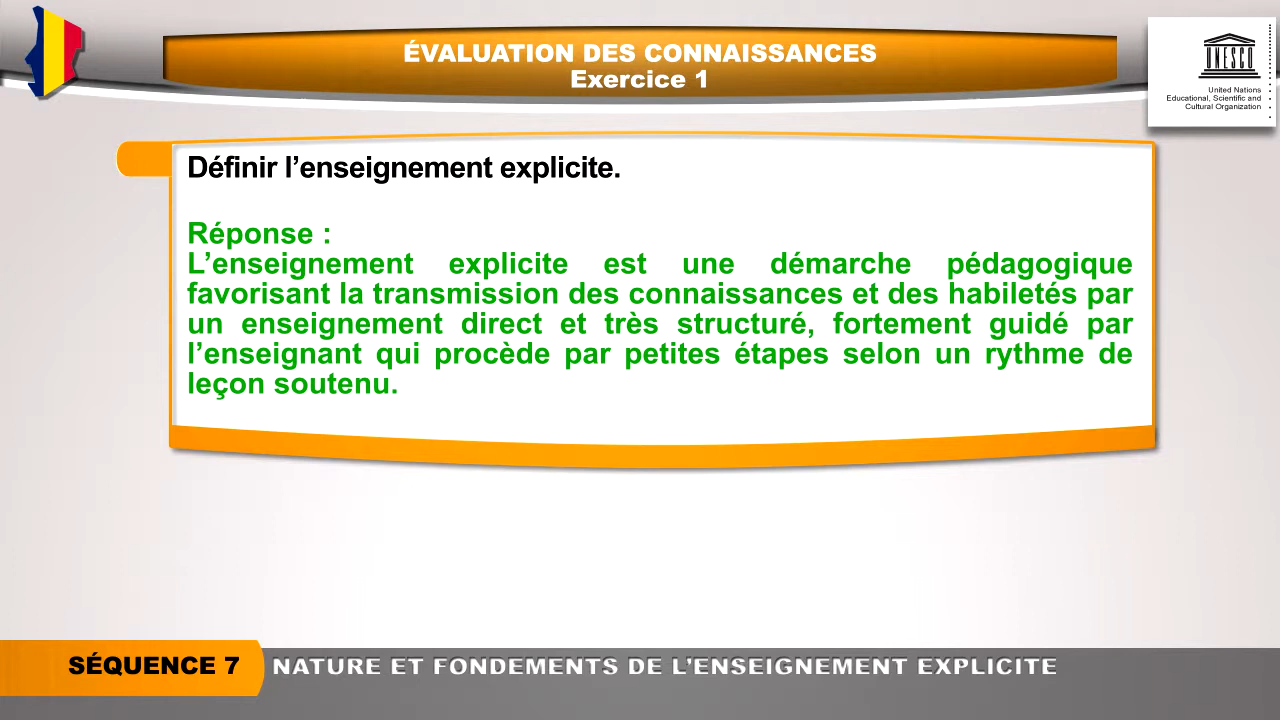 ÉVALUATION DES CONNAISSANCES
Exercice 1
UNESCO
United Nations
Educational, Scientific and
Cultural Organization
Définir l’enseignement explicite.
Réponse :
L’enseignement explicite est une démarche pédagogique
favorisant la transmission des connaissances et des habiletés par
un enseignement direct et très structuré, fortement guidé par
l’enseignant qui procède par petites étapes selon un rythme de
leçon soutenu.
SÉQUENCE 7 NATURE ET FONDEMENTS DE L’ENSEIGNEMENT EXPLICITE